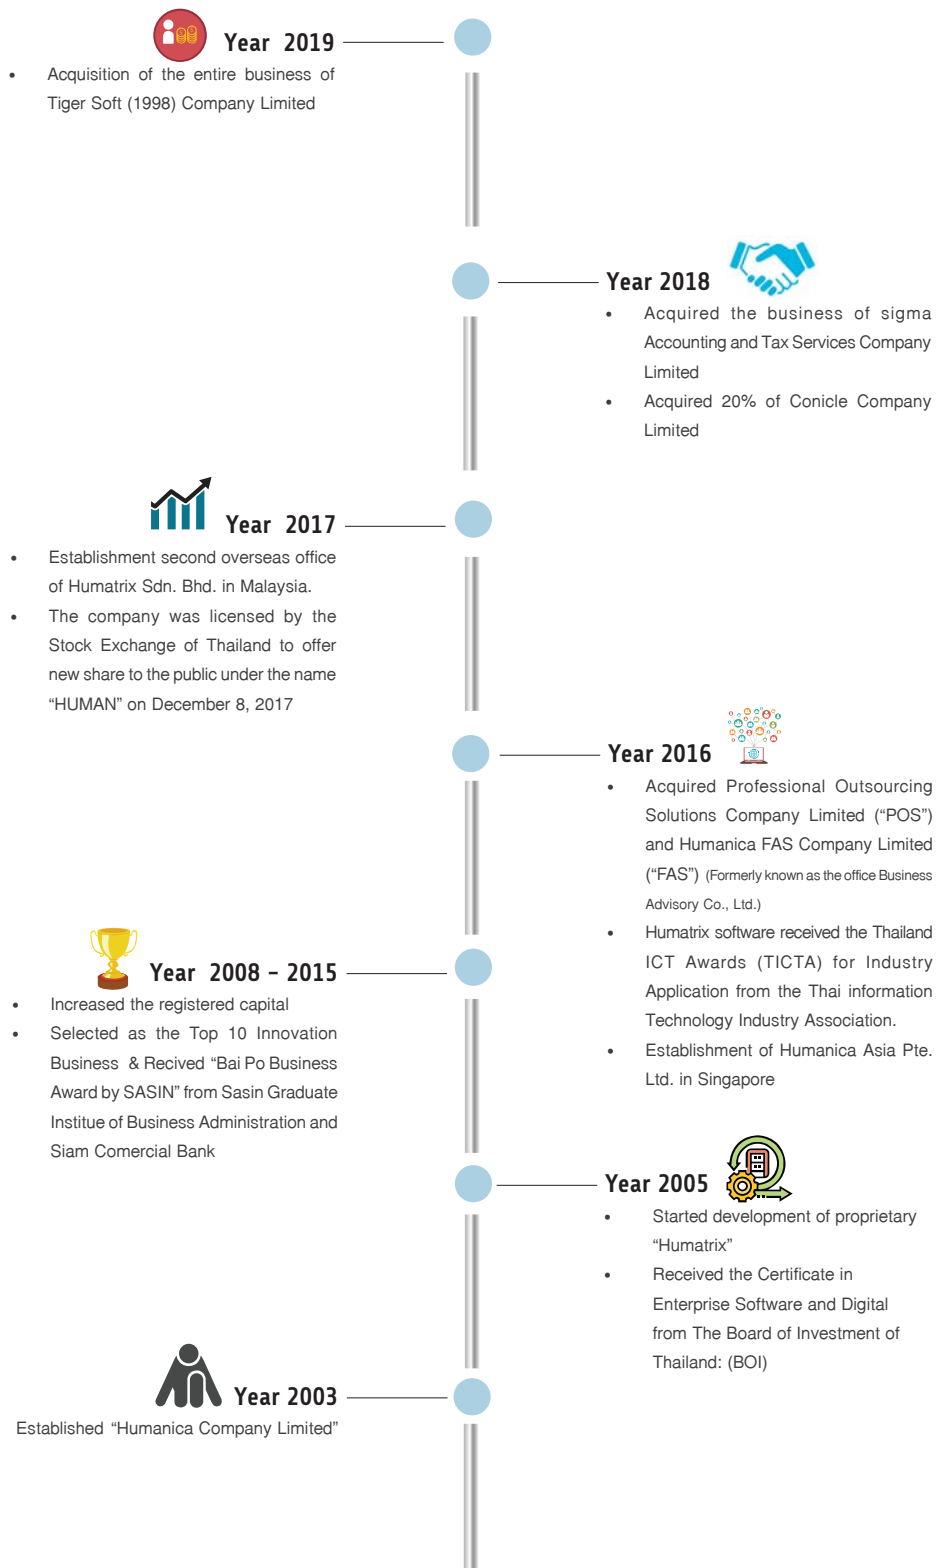 Year 2019
• Acquisition of the entire business of
Tiger Soft (1998) Company Limited
Year 2018
• Acquired the business of sigma
Accounting and Tax Services Company
Limited
• Acquired 20% of Conicle Company
Limited
Year 2017
• Establishment second overseas office
of Humatrix Sdn. Bhd. in Malaysia.
• The company was licensed by the
Stock Exchange of Thailand to offer
new share to the public under the name
“HUMAN” on December 8, 2017
Year 2016
• Acquired Professional Outsourcing
Solutions Company Limited (“POS”)
and Humanica FAS Company Limited
(“FAS”) (Formerly known as the office Business
Advisory Co., Ltd.)
• Humatrix software received the Thailand
ICT Awards (TICTA) for Industry
Application from the Thai information
Technology Industry Association.
• Establishment of Humanica Asia Pte.
Ltd. in Singapore
Year 2008 – 2015
• Increased the registered capital
• Selected as the Top 10 Innovation
Business & Recived “Bai Po Business
Award by SASIN” from Sasin Graduate
Institue of Business Administration and
Siam Comercial Bank
Year 2005
• Started development of proprietary
“Humatrix”
• Received the Certificate in
Enterprise Software and Digital
from The Board of Investment of
Thailand: (BOI)
Year 2003
Established “Humanica Company Limited”